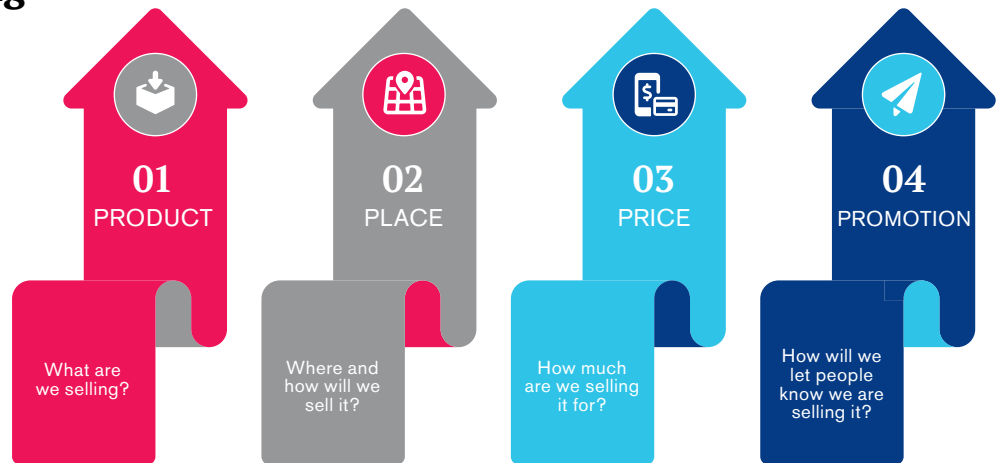 01
PRODUCT
What are
we selling?
02
PLACE
Where and
how will we
sell it?
03
PRICE
$
How much
are we selling
it for?
04
PROMOTION
How will we
let people
know we are
selling it?